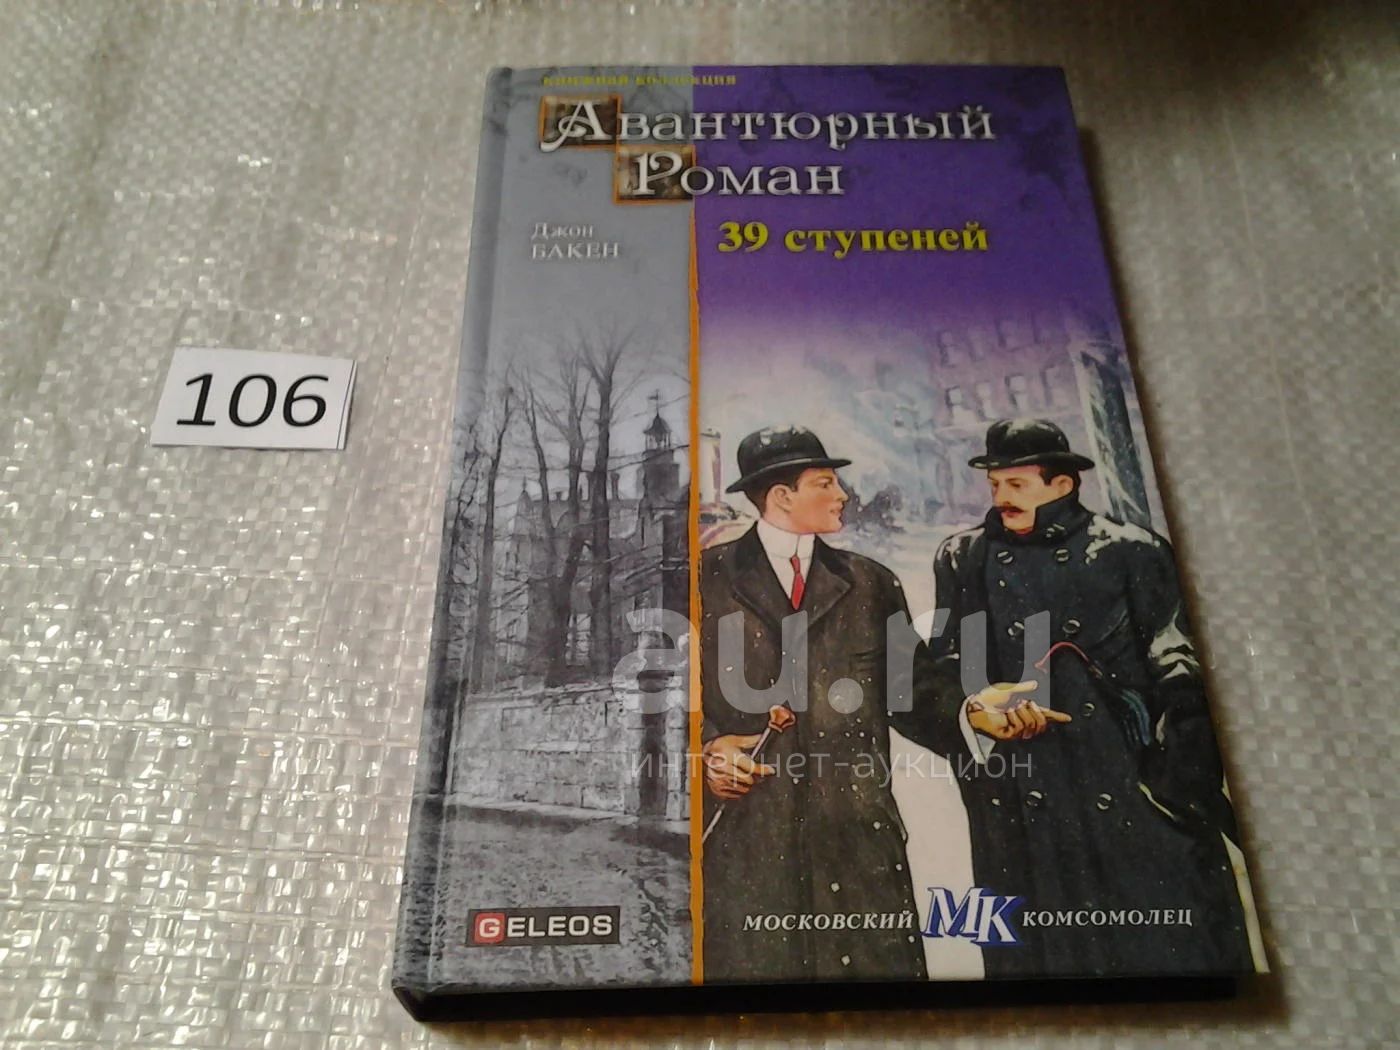 КНИЖНАЯ КОЛЛЕКЦИЯ
Авантюрный
Роман
Джон
БАКЕН
39 ступеней
106
au.ru
интернет-аукцион
GELEOS
МОСКОВСКИЙ МК КОМСОМОЛЕЦ